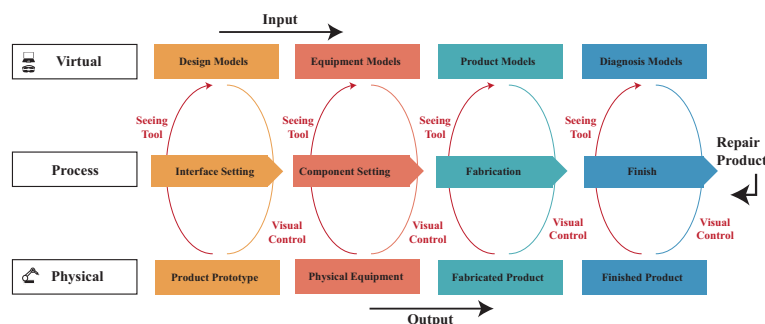 Input
Virtual
Design Models
Equipment Models
Product Models
Diagnosis Models
Seeing
Tool
Seeing
Tool
Seeing
Tool
Seeing
Tool
Process
Interface Setting
Component Setting
Fabrication
Finish
Repair
Product
Visual
Control
Visual
Control
Visual
Control
Visual
Control
Physical
Product Prototype
Physical Equipment
Fabricated Product
Finished Product
Output